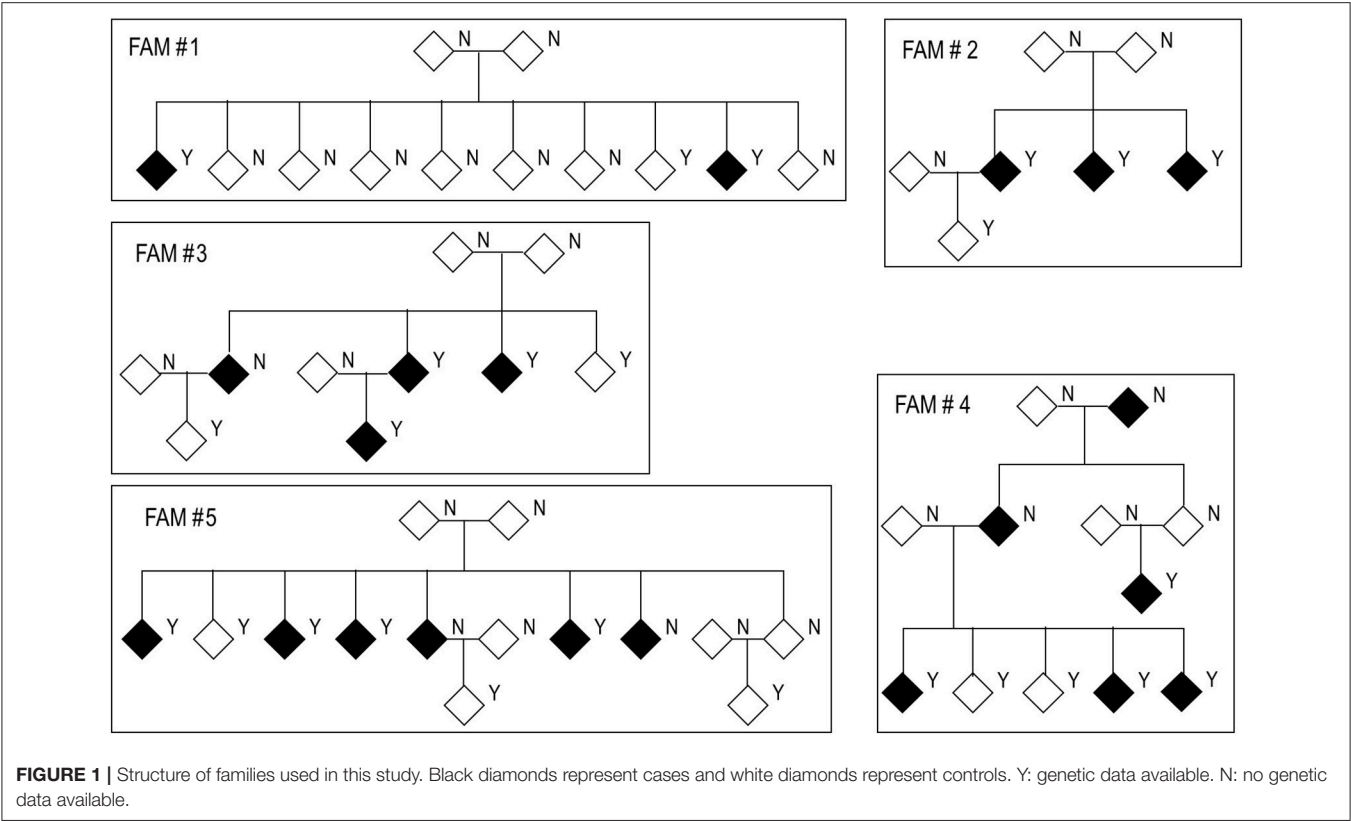 FAM #1
N N
Y N N N N N N Y Y N
FAM # 2
N N
N Y Y Y
Y
FAM #3
N N
N N N Y Y Y
Y Y
FAM # 4
N N
N N N N
Y
Y Y Y Y Y
FAM #5
N N
Y Y Y Y N N Y N N N
Y Y
FIGURE 1 | Structure of families used in this study. Black diamonds represent cases and white diamonds represent controls. Y: genetic data available. N: no genetic
data available.